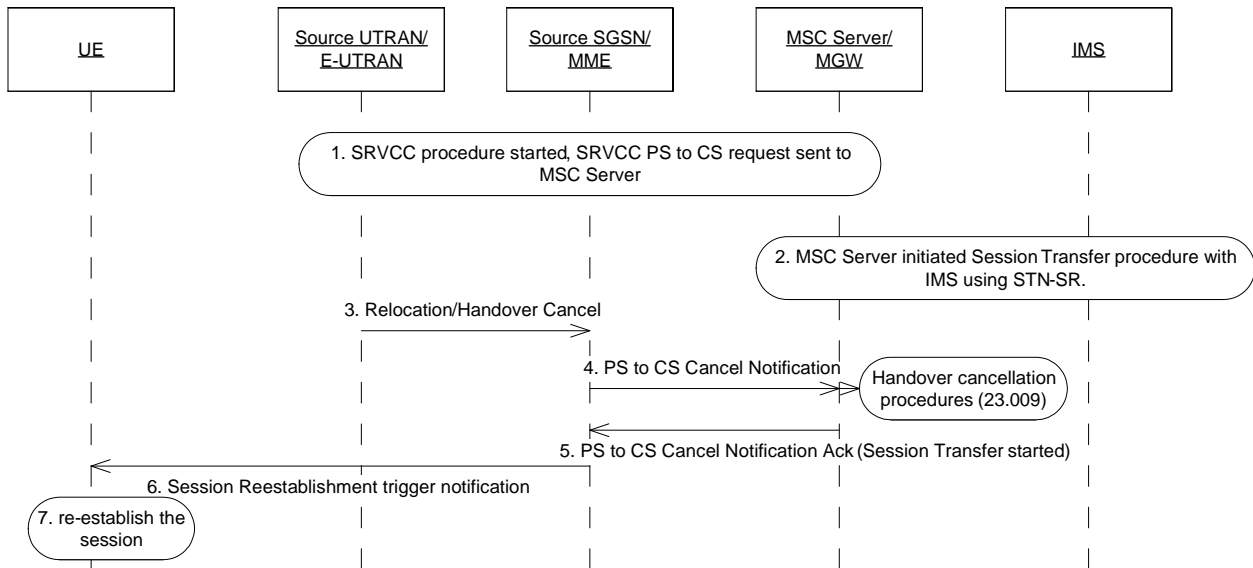 UE
Source UTRAN/
E-UTRAN
Source SGSN/
MME
MSC Server/
MGW
IMS
1. SRVCC procedure started, SRVCC PS to CS request sent to
MSC Server
2. MSC Server initiated Session Transfer procedure with
IMS using STN-SR.
3. Relocation/Handover Cancel
4. PS to CS Cancel Notification
Handover cancellation
procedures (23.009)
5. PS to CS Cancel Notification Ack (Session Transfer started)
6. Session Reestablishment trigger notification
7. re-establish the
session